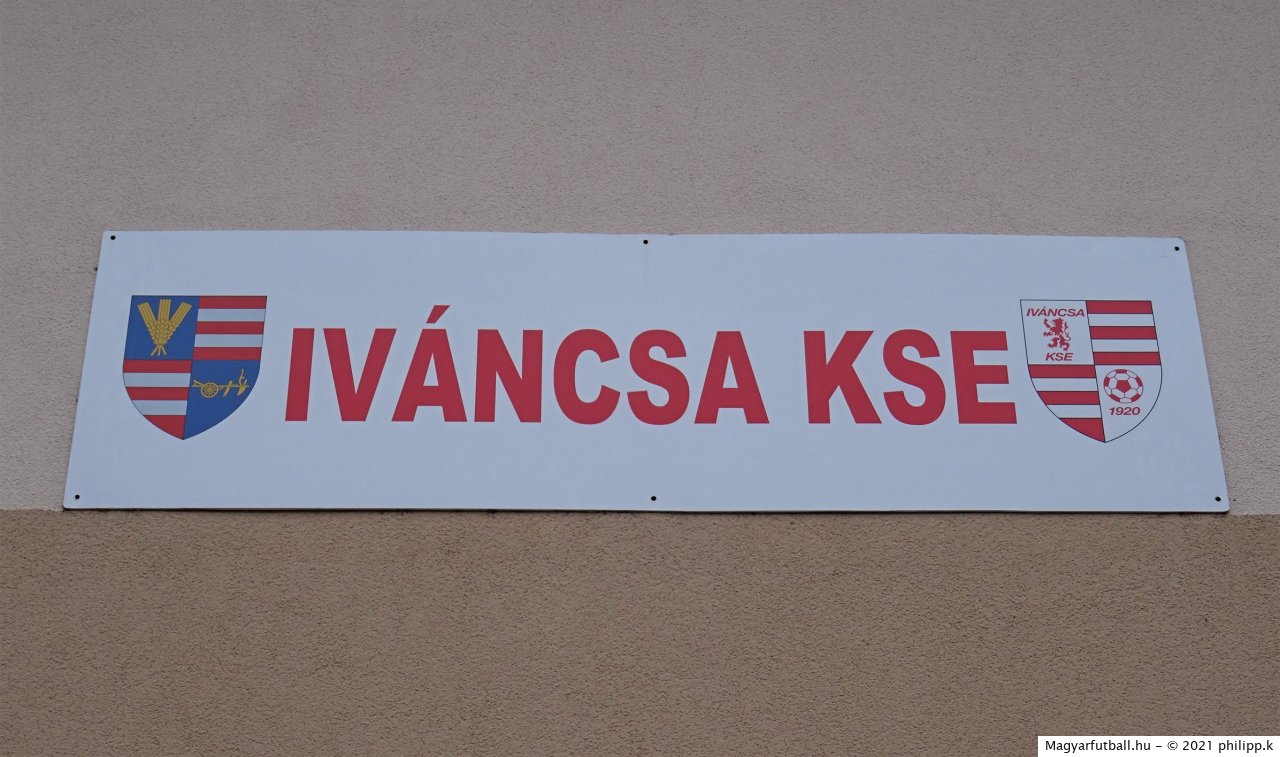 IVÁNCSA KSE
IVÁNCSA
KSE
1920
Magyarfutball.hu - © 2021 philipp.k